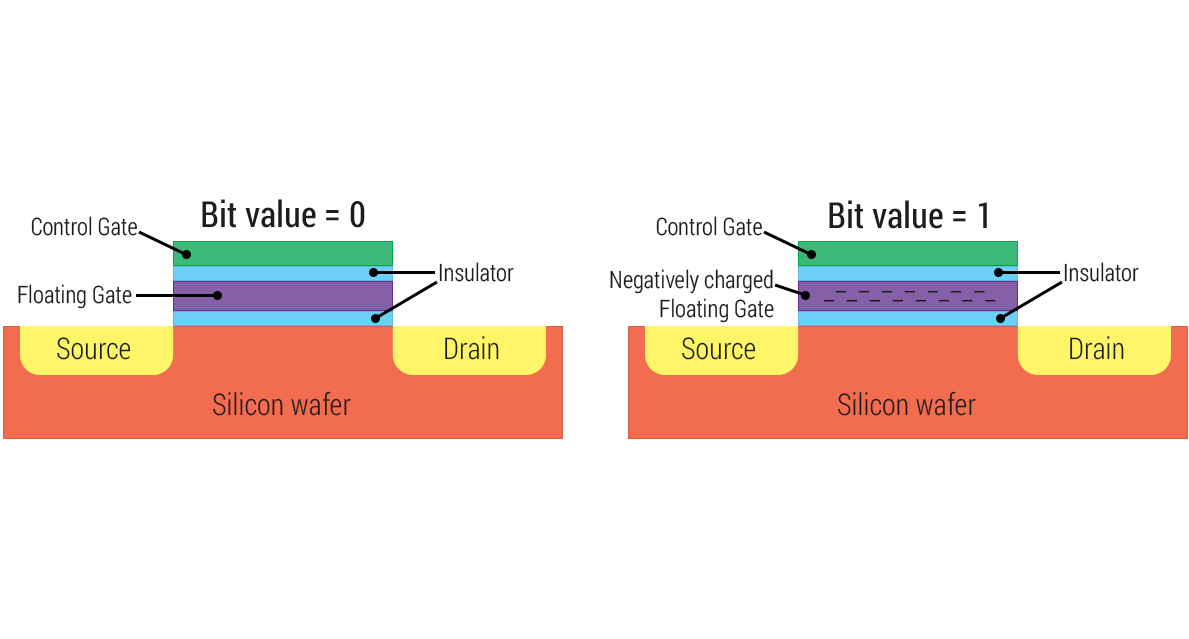 Bit value = 0
Control Gate
Insulator
Floating Gate
Source
Drain
Silicon wafer
Bit value = 1
Control Gate
Insulator
Negatively charged
Floating Gate
Source
Drain
Silicon wafer